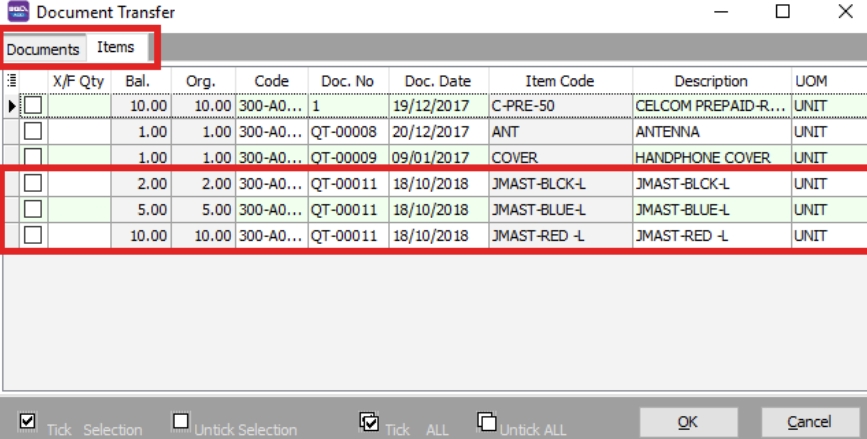 Document Transfer
Documents Items
X/F Qty Bal. Org. Code Doc. No Doc. Date Item Code Description UOM
10.00 10.00 300-A0... 1 19/12/2017 C-PRE-50 CELCOM PREPAID-R... UNIT
1.00 1.00 300-A0... QT-00008 20/12/2017 ANT ANTENNA UNIT
1.00 1.00 300-A0... QT-00009 09/01/2017 COVER HANDPHONE COVER UNIT
2.00 2.00 300-A0... QT-00011 18/10/2018 JMAST-BLCK-L JMAST-BLCK-L UNIT
5.00 5.00 300-A0... QT-00011 18/10/2018 JMAST-BLUE-L JMAST-BLUE-L UNIT
10.00 10.00 300-A0... QT-00011 18/10/2018 JMAST-RED -L JMAST-RED -L UNIT
Tick Selection Untick Selection Tick ALL Untick ALL OK Cancel